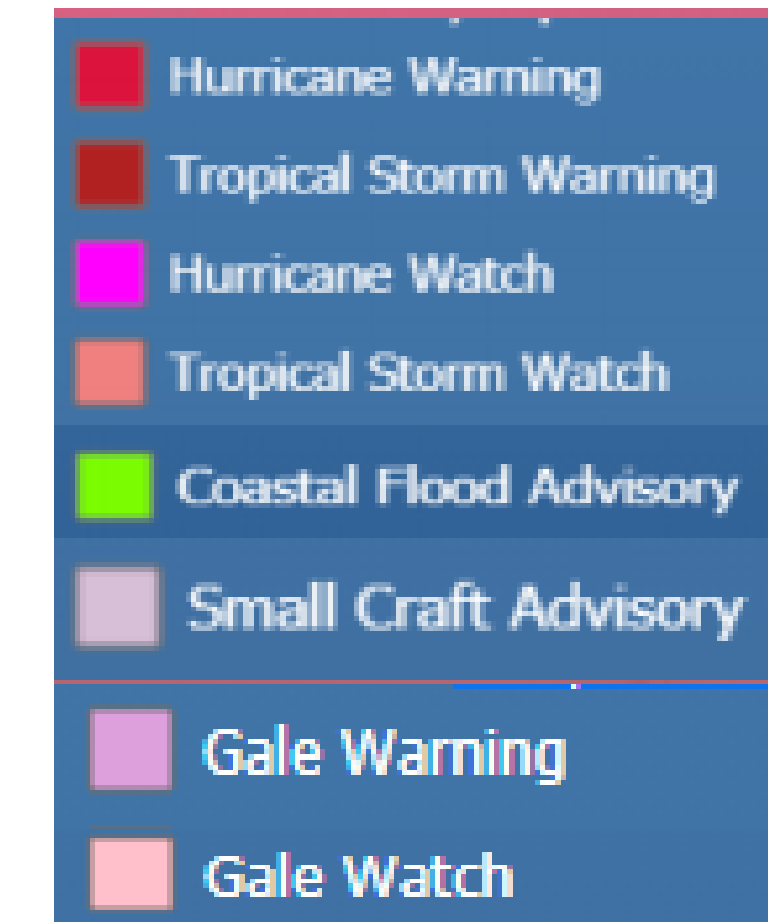 Hurricane Warning
Tropical Storm Warning
Hurricane Watch
Tropical Storm Watch
Coastal Flood Advisory
Small Craft Advisory
Gale Warning
Gale Watch